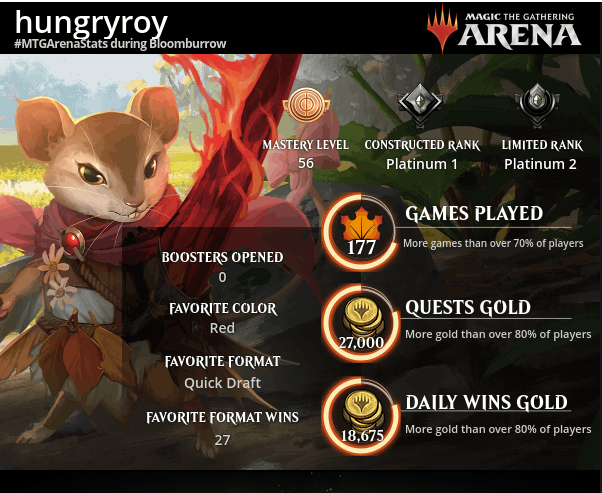 hungryroy
#MTGArenaStats during Bloomburrow
MAGIC THE GATHERING
ARENA
MASTERY LEVEL
56
CONSTRUCTED RANK
Platinum 1
LIMITED RANK
Platinum 2
GAMES PLAYED
177
More games than over 70% of players
BOOSTERS OPENED
0
FAVORITE COLOR
Red
QUESTS GOLD
27,000
More gold than over 80% of players
FAVORITE FORMAT
Quick Draft
FAVORITE FORMAT WINS
27
DAILY WINS GOLD
18,675
More gold than over 80% of players